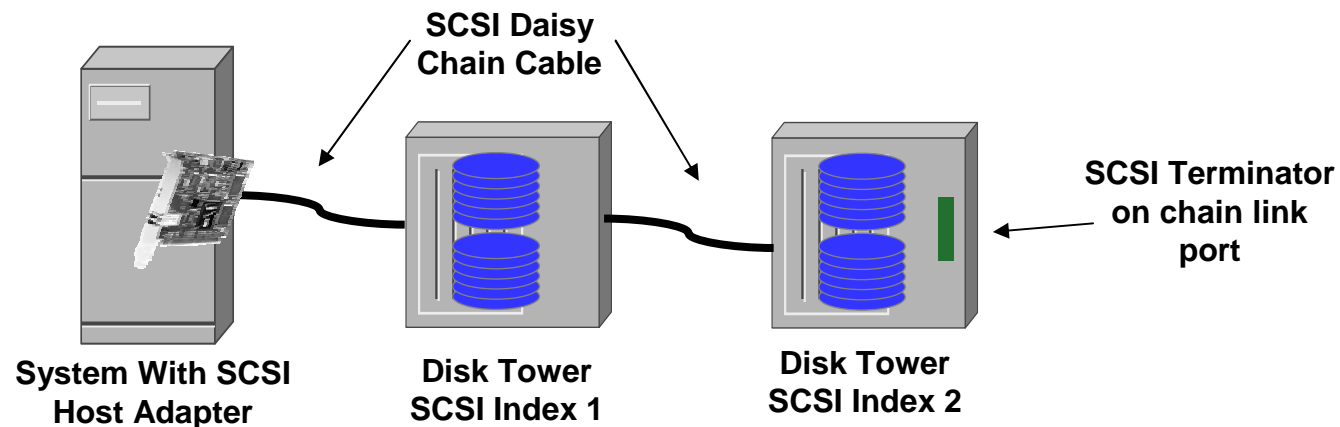 SCSI Daisy
Chain Cable
SCSI Terminator
on chain link
port
System With SCSI
Host Adapter
Disk Tower
SCSI Index 1
Disk Tower
SCSI Index 2